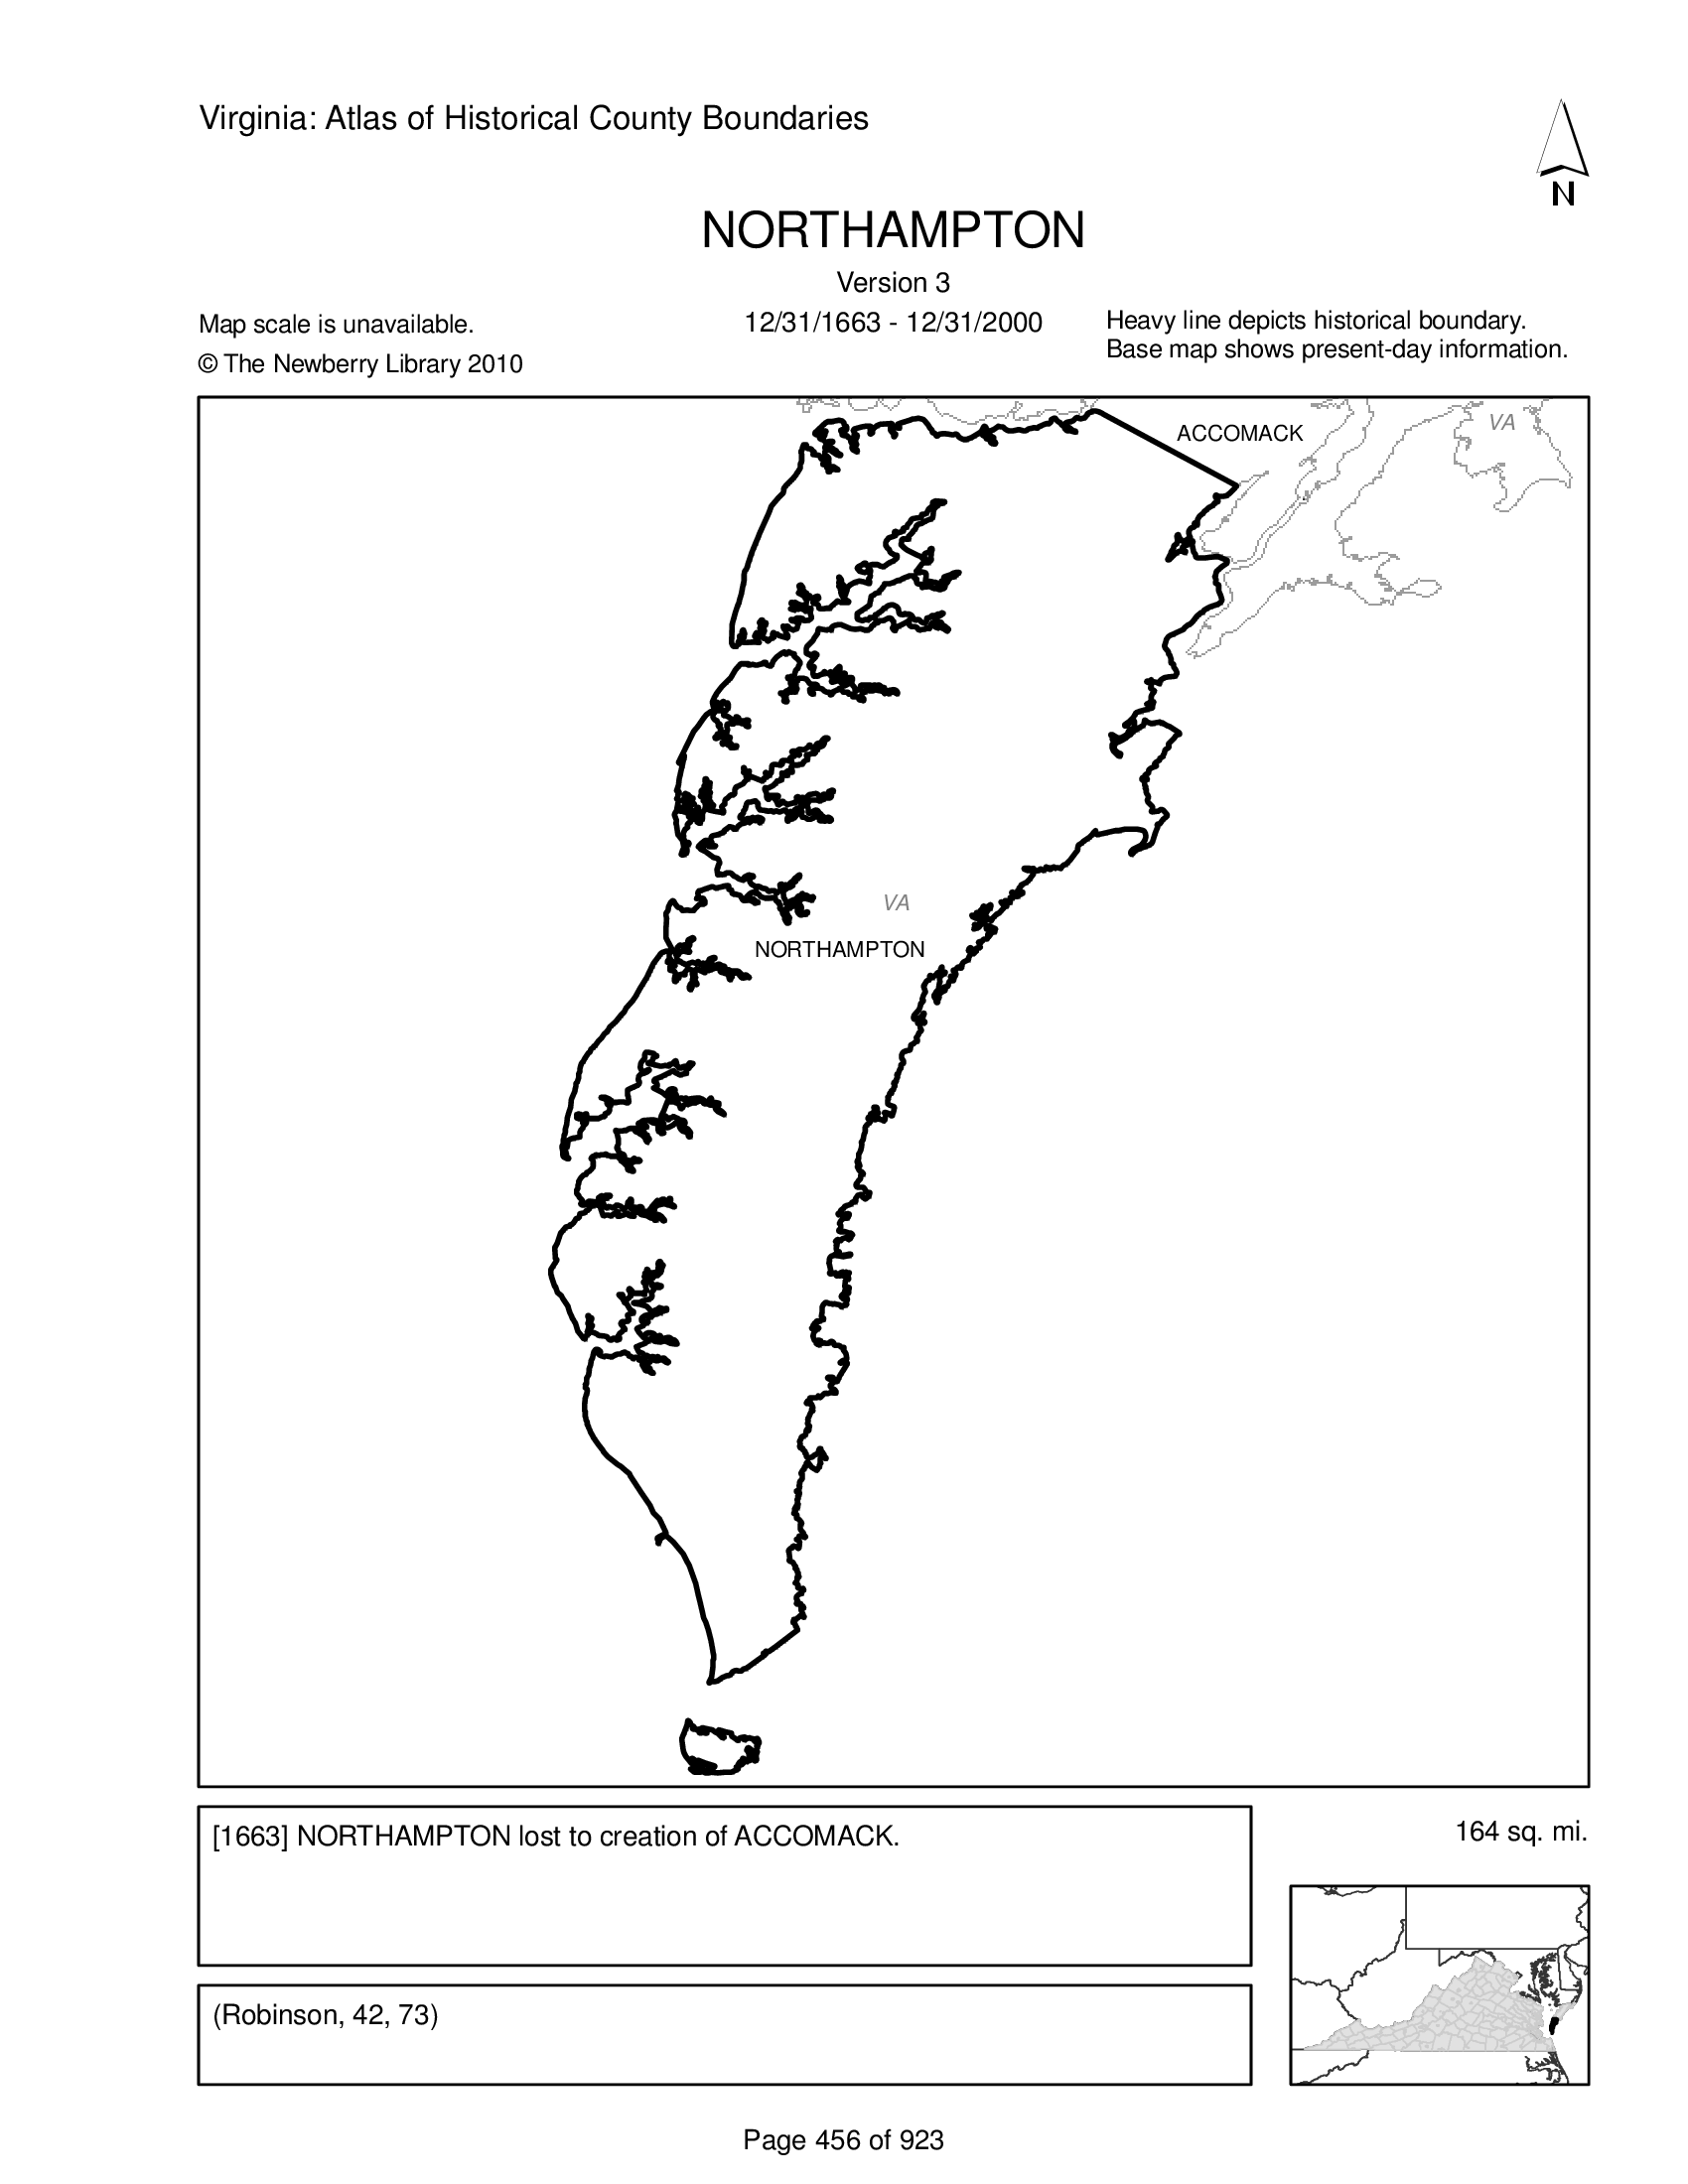 Virginia: Atlas of Historical County Boundaries
N
NORTHAMPTON
Version 3
12/31/1663 - 12/31/2000
Map scale is unavailable.
© The Newberry Library 2010
Heavy line depicts historical boundary.
Base map shows present-day information.
ACCOMACK
VA
VA
NORTHAMPTON
[1663] NORTHAMPTON lost to creation of ACCOMACK.
164 sq. mi.
(Robinson, 42, 73)
Page 456 of 923